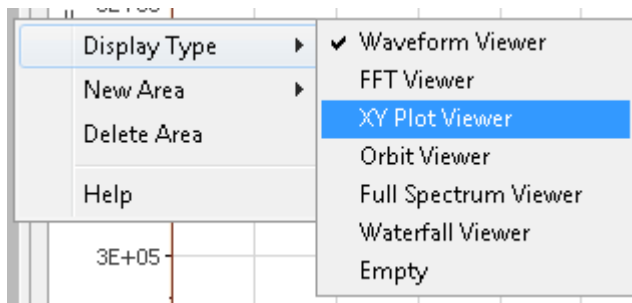 Display Type
New Area
Delete Area
Help
Waveform Viewer
FFT Viewer
XY Plot Viewer
Orbit Viewer
Full Spectrum Viewer
Waterfall Viewer
Empty
3E+05